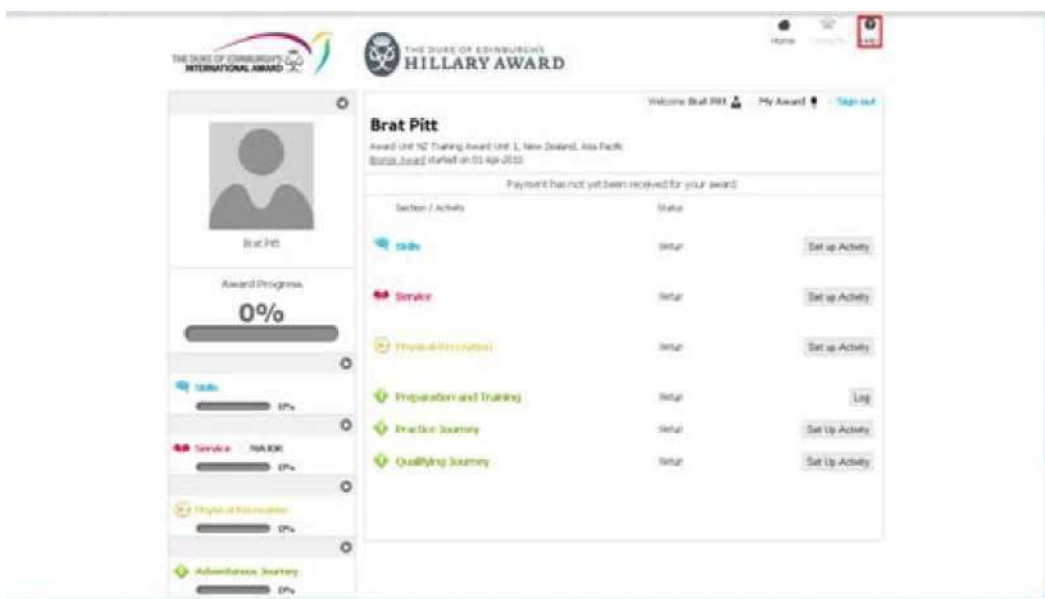 Home
THE DUKE OF EDINBURGH'S
INTERNATIONAL AWARD
THE DUKE OF EDINBURGH'S
HILLARY AWARD
Welcome Brat Pitt My Award Sign out
Brat Pitt
Award Unit NZ Training Award Unit 1, New Zealand, Asia Pacific
Bronze Award started on 01-Apr-2010
Payment has not yet been received for your award.
Section / Activity Status
Skills Setup Set up Activity
Service Setup Set up Activity
Physical Recreation Setup Set up Activity
Preparation and Training Setup Log
Practice Journey Setup Set Up Activity
Qualifying Journey Setup Set Up Activity
Brat Pitt
Award Progress
0%
Skills
0%
Service MAJOR
0%
Physical Recreation
0%
Adventurous Journey
0%